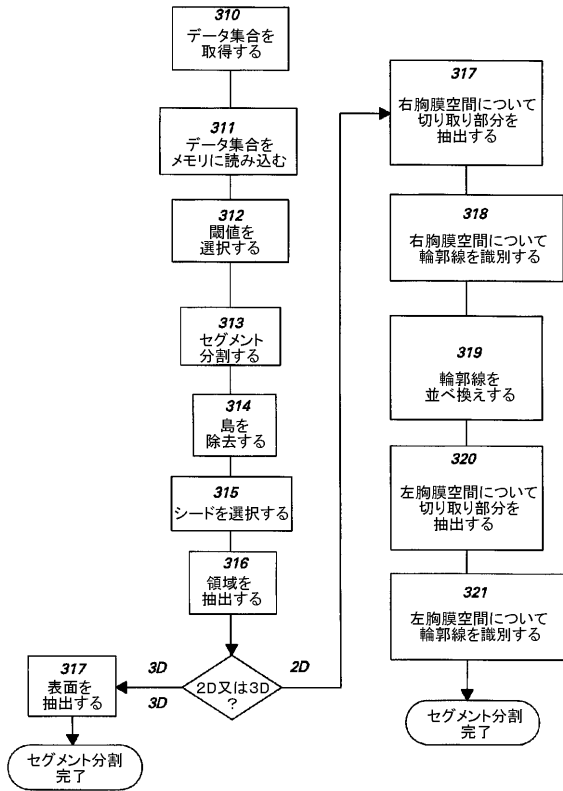 310
データ集合を
取得する
311
データ集合を
メモリに読み込む
312
閾値を
選択する
313
セグメント
分割する
314
島を
除去する
315
シードを選択する
316
領域を
抽出する
2D又は3D
?
3D
3D
2D
317
表面を
抽出する
セグメント分割
完了
317
右胸膜空間について
切り取り部分を
抽出する
318
右胸膜空間について
輪郭線を識別する
319
輪郭線を
並べ換えする
320
左胸膜空間について
切り取り部分を
抽出する
321
左胸膜空間について
輪郭線を識別する
セグメント分割
完了